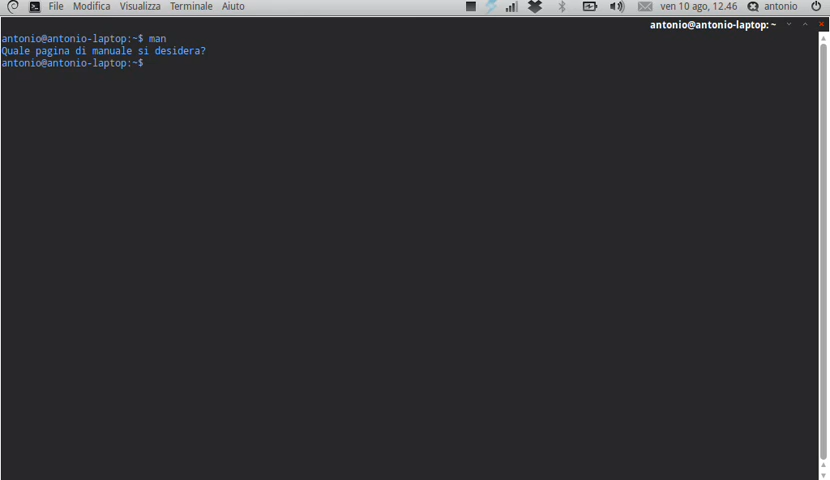 File Modifica Visualizza Terminale Aiuto ven 10 ago, 12.46 antonio
antonio@antonio-laptop: ~
antonio@antonio-laptop:~$ man
Quale pagina di manuale si desidera?
antonio@antonio-laptop:~$